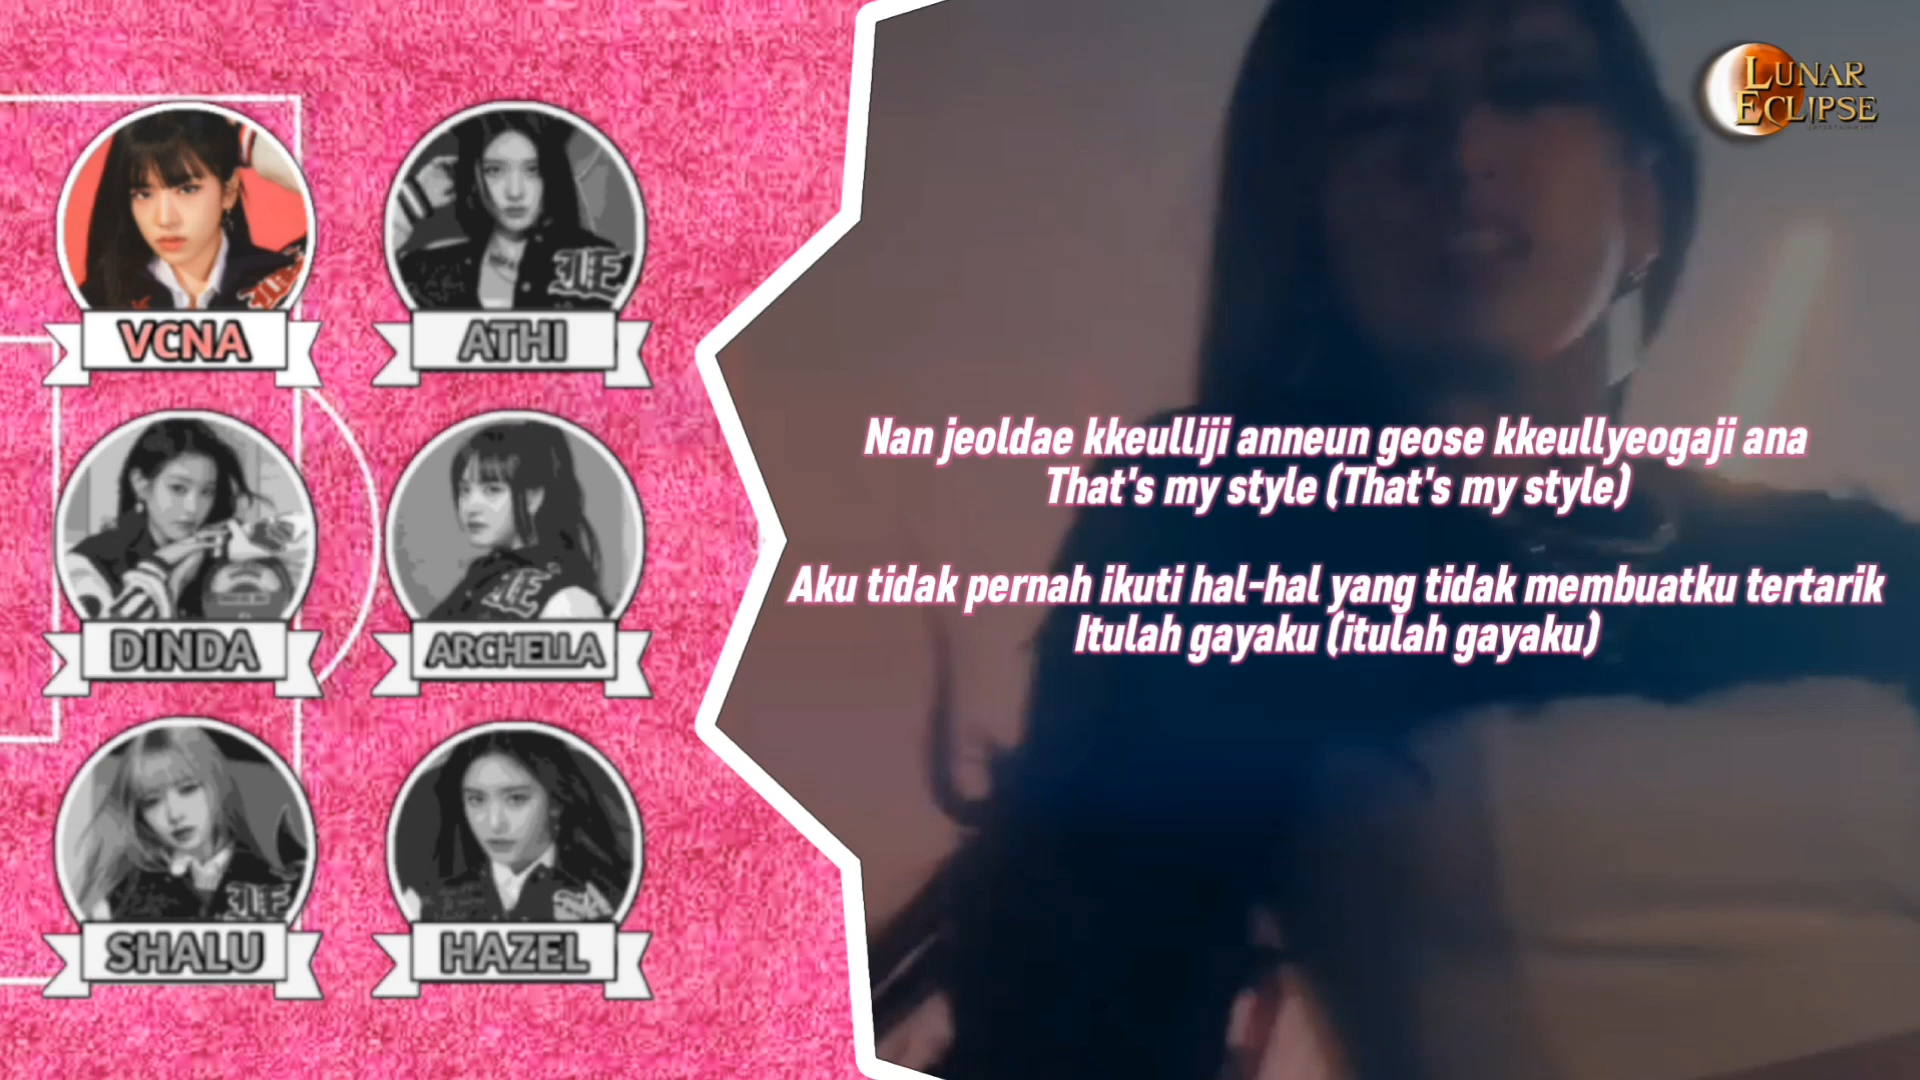 LUNAR
ECLIPSE
VCNA
ATHI
DINDA
ARCHELLA
SHALU
HAZEL
Nan jeoldae kkeulliji anneun geose kkeullyeogaji ana
That's my style (That's my style)
Aku tidak pernah ikuti hal-hal yang tidak membuatku tertarik
Itulah gayaku (itulah gayaku)